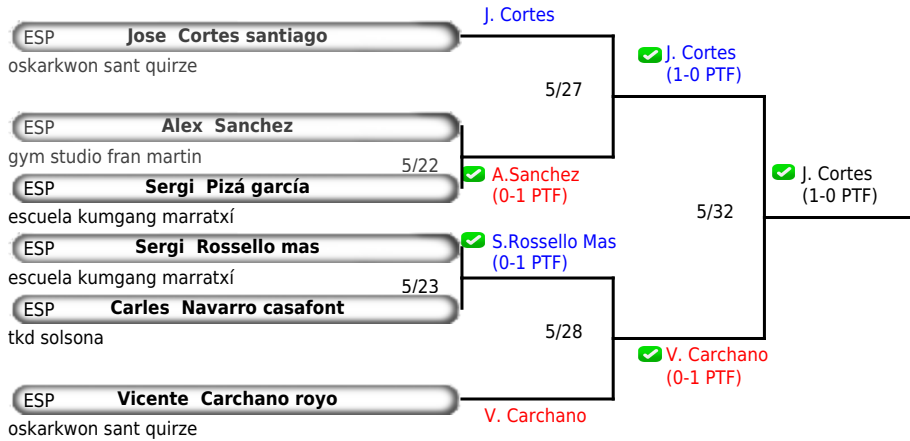 J. Cortes
ESP Jose Cortes santiago
oskarkwon sant quirze
J. Cortes
(1-0 PTF)
5/27
ESP Alex Sanchez
gym studio fran martin
5/22
A.Sanchez
(0-1 PTF)
ESP Sergi Pizá garcía
escuela kumgang marratxí
J. Cortes
(1-0 PTF)
5/32
ESP Sergi Rossello mas
escuela kumgang marratxí
S.Rossello Mas
(0-1 PTF)
5/23
ESP Carles Navarro casafont
tkd solsona
5/28
V. Carchano
(0-1 PTF)
ESP Vicente Carchano royo
oskarkwon sant quirze
V. Carchano